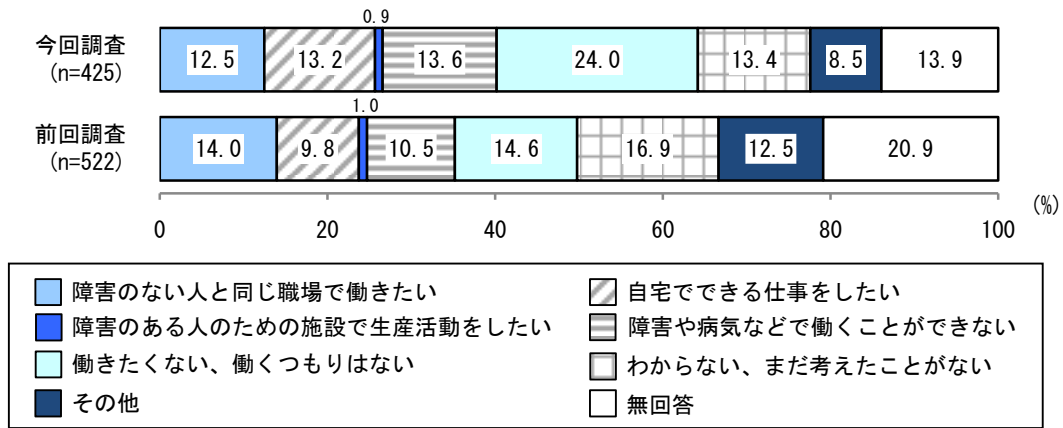 0.9
今回調査
(n=425)
12.5 13.2 13.6 24.0 13.4 8.5 13.9
1.0
前回調査
(n=522)
14.0 9.8 10.5 14.6 16.9 12.5 20.9
(%)
0 20 40 60 80 100
障害のない人と同じ職場で働きたい 自宅でできる仕事をしたい
障害のある人のための施設で生産活動をしたい 障害や病気などで働くことができない
働きたくない、働くつもりはない わからない、まだ考えたことがない
その他 無回答